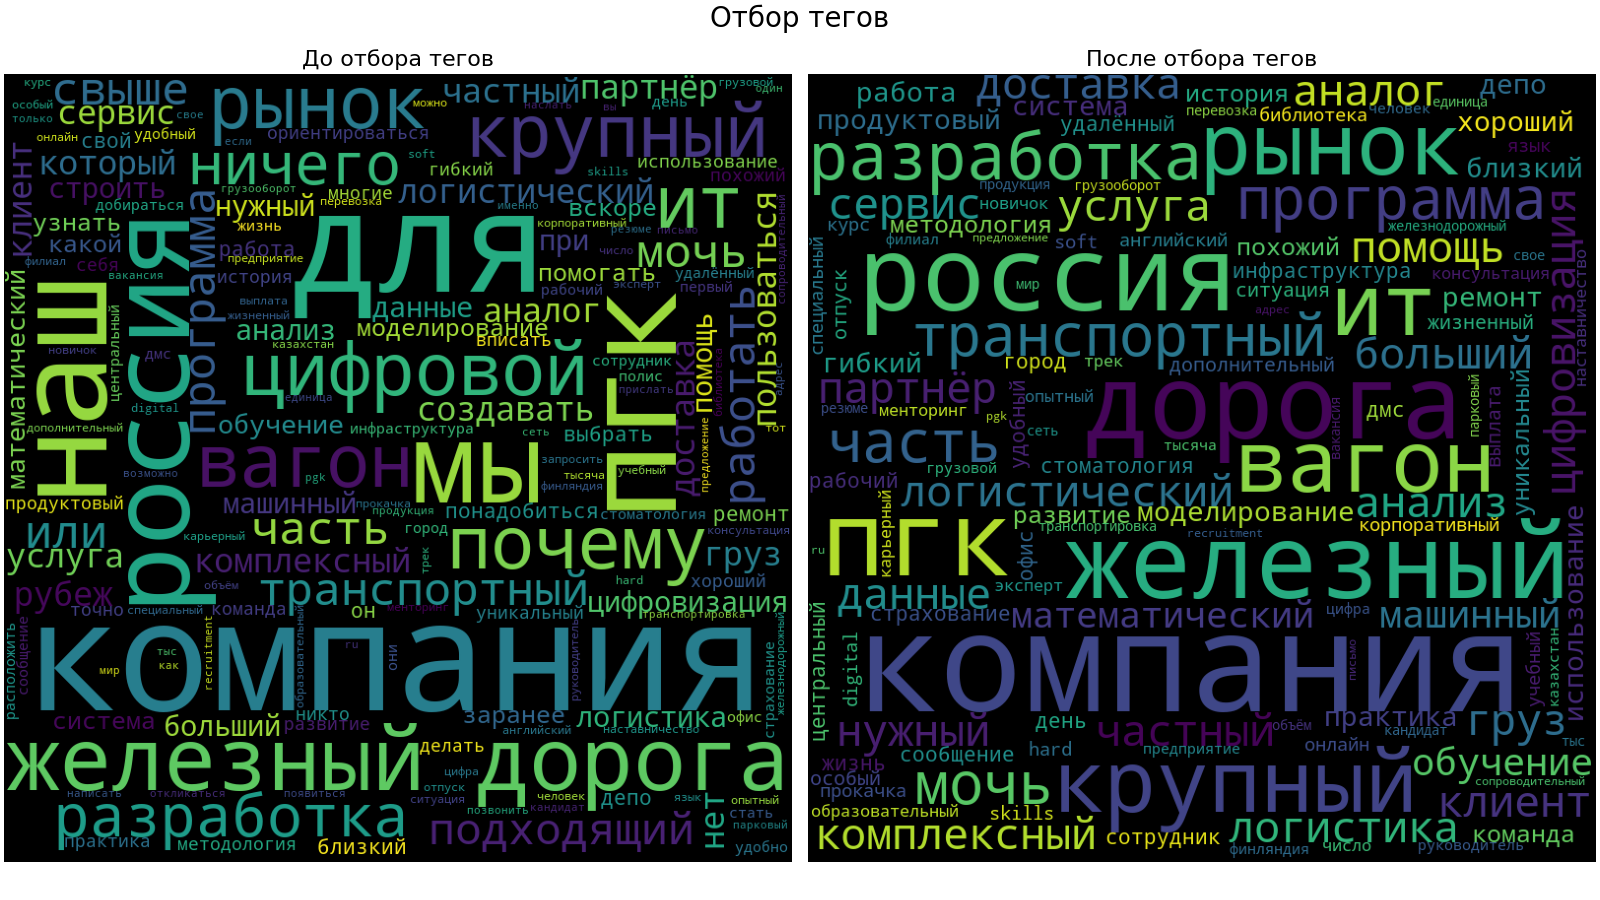 Отбор тегов
До отбора тегов
курс
свыше
частный
партнёр
грузовой
один
особый
только
сервис
свое
рынок
можно
наслать
вы
день
крупный
онлайн
свой
удобный
если
ориентироваться
клиент
который
ничего
soft
гибкий
skills
использование
похожий
строить
грузооборот
многие
логистический
ит
добираться
нужный
перевозка
именно
вскоре
узнать
жизнь
корпоративный
резюме
письмо
какой
работа
для
при
число
мочь
филиал
себя
предприятие
вакансия
история
помогать
удалённый
рабочий
эксперт
первый
пользоваться
сопроводительный
математический
наш
центральный
россия
программа
выплата
жизненный
данные
аналог
анализ
моделирование
вписать
казахстан
новичок
дмс
цифровой
сотрудник
полис
прислать
пгк
доставка
помощь
библиотека
работать
адрес
digital
единица
создавать
дополнительный
обучение
инфраструктура
сеть
выбрать
тот
вагон
мы
запросить
тысяча
учебный
предложение
возможно
pgk
финляндия
продуктовый
машинный
прокачка
продукция
понадобиться
стоматология
ремонт
или
карьерный
часть
город
почему
консультация
услуга
комплексный
трек
груз
рубеж
объём
транспортный
hard
хороший
цифровизация
точно
специальный
команда
он
менторинг
уникальный
транспортировка
расположить
сообщение
recruitment
образовательный
ru
они
руководитель
страхование
железнодорожный
компания
мир
тыс
как
никто
заранее
логистика
офис
система
больший
развитие
английский
наставничество
железный
делать
дорога
цифра
отпуск
ситуация
человек
депо
язык
опытный
написать
откликаться
появиться
позвонить
кандидат
нет
стать
парковый
разработка
подходящий
практика
методология
близкий
удобно
После отбора тегов
работа
доставка
история
аналог
депо
система
перевозка
человек
единица
продуктовый
удалённый
библиотека
хороший
разработка
рынок
язык
близкий
продукция
грузооборот
сервис
новичок
услуга
программа
курс
методология
железнодорожный
филиал
предложение
soft
английский
похожий
помощь
свое
специальный
россия
инфраструктура
консультация
цифровизация
наставничество
отпуск
мир
ситуация
ит
ремонт
адрес
транспортный
жизненный
гибкий
город
трек
дополнительный
больший
партнёр
дорога
резюме
менторинг
pgk
удобный
опытный
дмс
парковый
выплата
уникальный
часть
сеть
тысяча
вакансия
вагон
грузовой
стоматология
рабочий
логистический
анализ
карьерный
развитие
моделирование
корпоративный
пгк
транспортировка
recruitment
использование
ru
офис
железный
данные
эксперт
страхование
математический
цифра
машинный
центральный
digital
компания
письмо
учебный
казахстан
нужный
день
частный
объём
практика
кандидат
груз
сообщение
hard
предприятие
онлайн
тыс
жизнь
особый
прокачка
мочь
крупный
обучение
сопроводительный
образовательный
skills
клиент
комплексный
сотрудник
логистика
команда
финляндия
число
руководитель